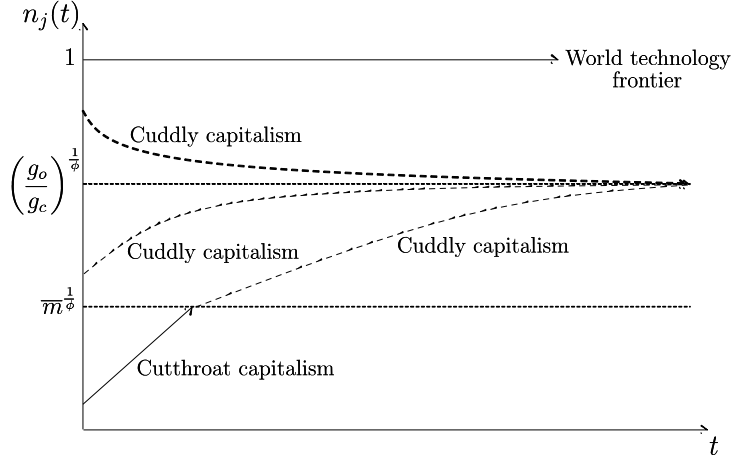 n_j(t)
1
World technology
frontier
Cuddly capitalism
(g_o/g_c)^{1/ϕ}
Cuddly capitalism
Cuddly capitalism
m̅^{1/ϕ}
Cutthroat capitalism
t